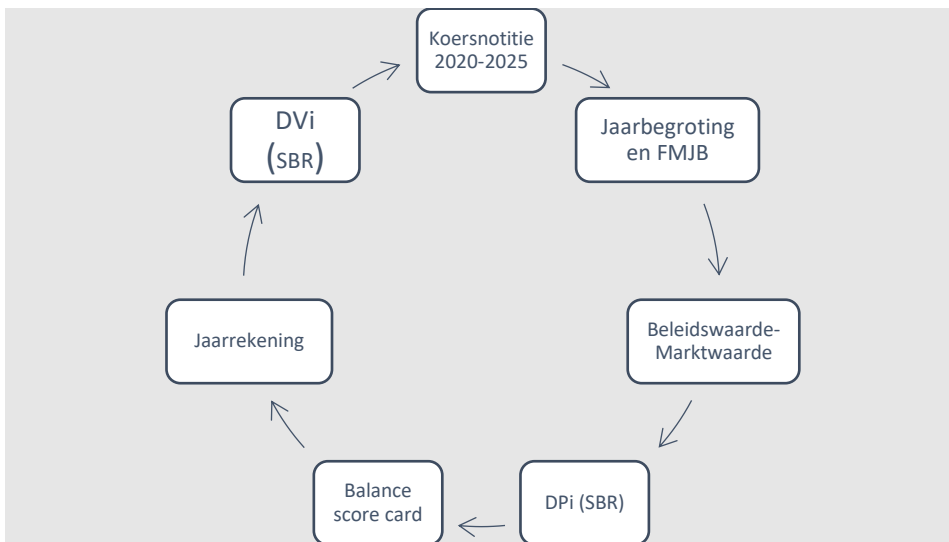 Koersnotitie
2020-2025
Jaarbegroting
en FMJB
Beleidswaarde-
Marktwaarde
DPi (SBR)
Balance
score card
Jaarrekening
DVi
(SBR)